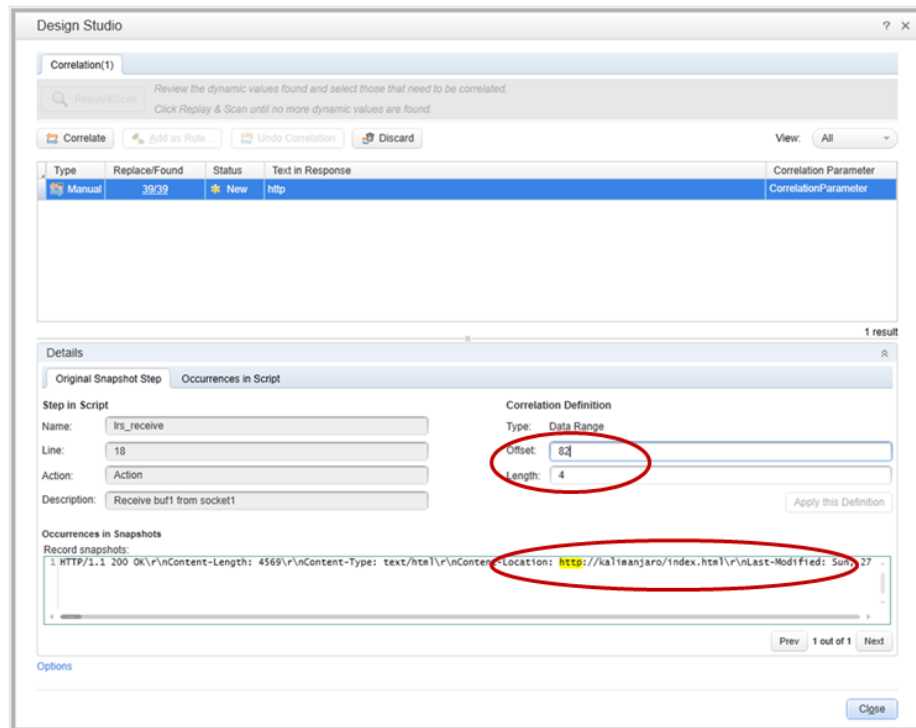 Design Studio ? ×
Correlation(1)
Replay&Scan
Review the dynamic values found and select those that need to be correlated.
Click Replay & Scan until no more dynamic values are found.
Correlate Add as Rule... Undo Correlation Discard View: All
Type Replace/Found Status Text in Response Correlation Parameter
Manual 39/39 New http CorrelationParameter
1 result
Details
Original Snapshot Step Occurrences in Script
Step in Script Correlation Definition
Name: lrs_receive Type: Data Range
Line: 18 Offset: 82
Action: Action Length: 4
Description: Receive buf1 from socket1 Apply this Definition
Occurrences in Snapshots
Record snapshots:
1 HTTP/1.1 200 OK\r\nContent-Length: 4569\r\nContent-Type: text/html\r\nContent-Location: http://kalimanjaro/index.html\r\nLast-Modified: Sun, 27
Prev 1 out of 1 Next
Options
Close